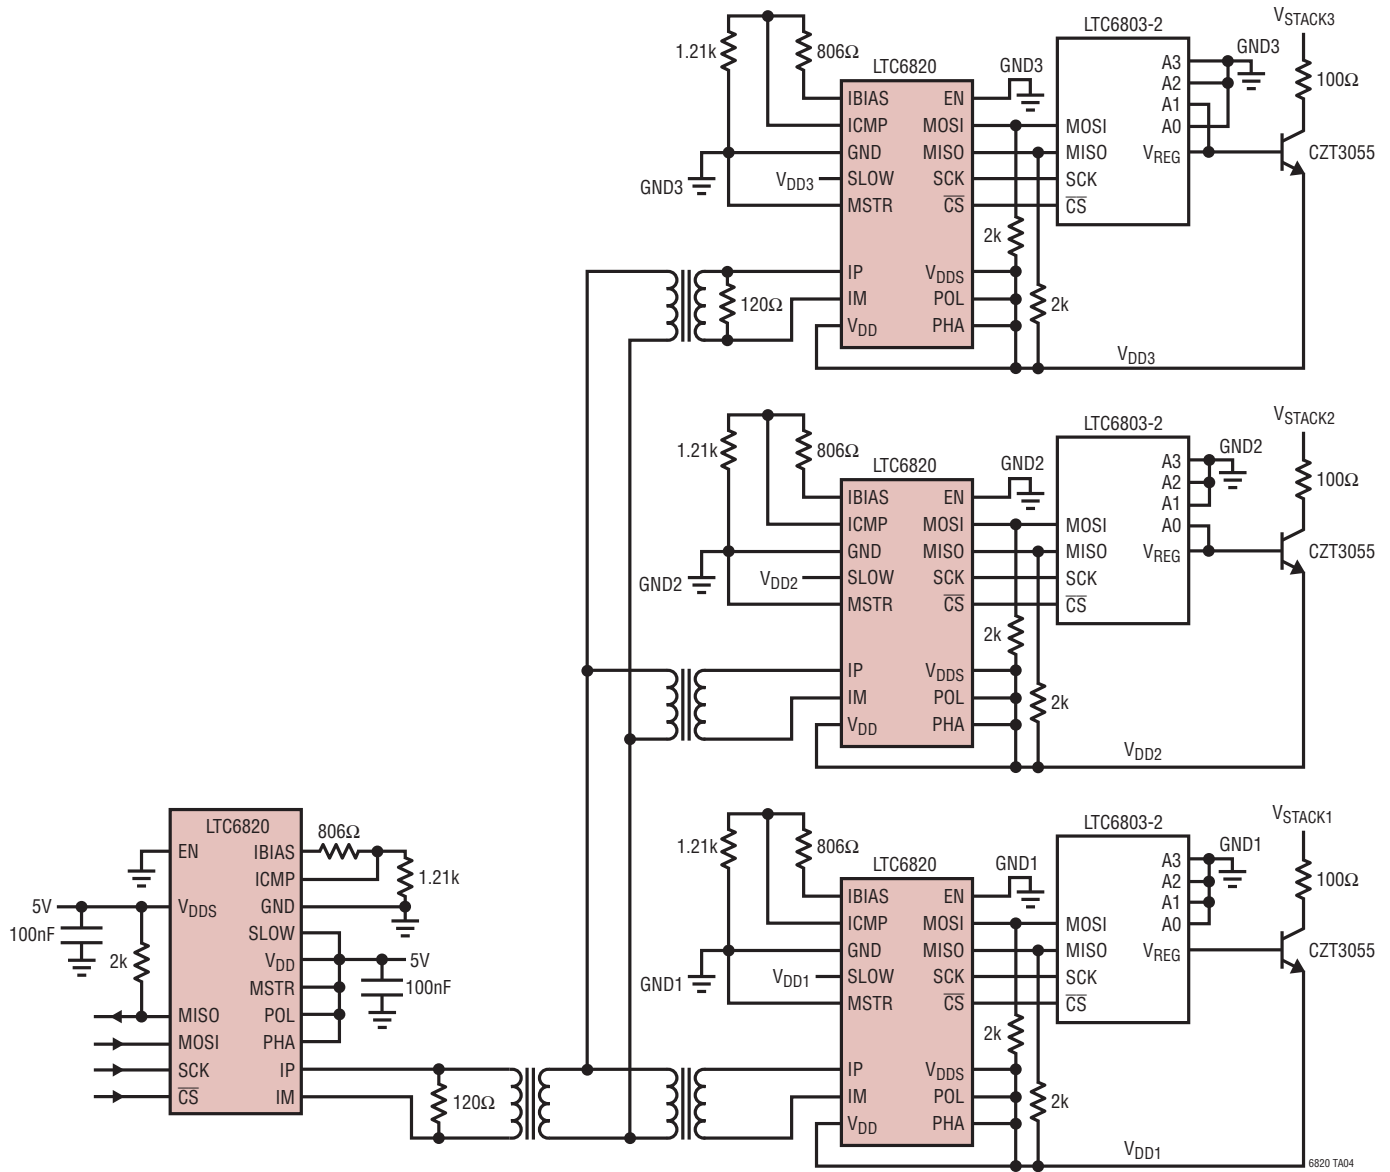 VSTACK3
LTC6803-2
1.21k
806Ω
GND3
100Ω
LTC6820
GND3
A3
A2
A1
A0
IBIAS
EN
ICMP
MOSI
MOSI
GND
MISO
MISO
VREG
CZT3055
GND3
VDD3
SLOW
SCK
SCK
MSTR
CS
CS
2k
IP
VDDS
120Ω
IM
POL
2k
VDD
PHA
VDD3
VSTACK2
LTC6803-2
1.21k
806Ω
GND2
100Ω
LTC6820
GND2
A3
A2
A1
A0
IBIAS
EN
ICMP
MOSI
MOSI
GND
MISO
MISO
VREG
CZT3055
GND2
VDD2
SLOW
SCK
SCK
MSTR
CS
CS
2k
IP
VDDS
IM
POL
2k
VDD
PHA
VDD2
VSTACK1
LTC6803-2
1.21k
806Ω
GND1
100Ω
LTC6820
GND1
A3
A2
A1
A0
IBIAS
EN
ICMP
MOSI
MOSI
GND
MISO
MISO
VREG
CZT3055
GND1
VDD1
SLOW
SCK
SCK
MSTR
CS
CS
2k
IP
VDDS
IM
POL
2k
VDD
PHA
VDD1
LTC6820
806Ω
EN
IBIAS
ICMP
1.21k
5V
VDDS
GND
100nF
SLOW
2k
VDD
5V
MSTR
100nF
MISO
POL
MOSI
PHA
SCK
IP
CS
IM
120Ω
6820 TA04